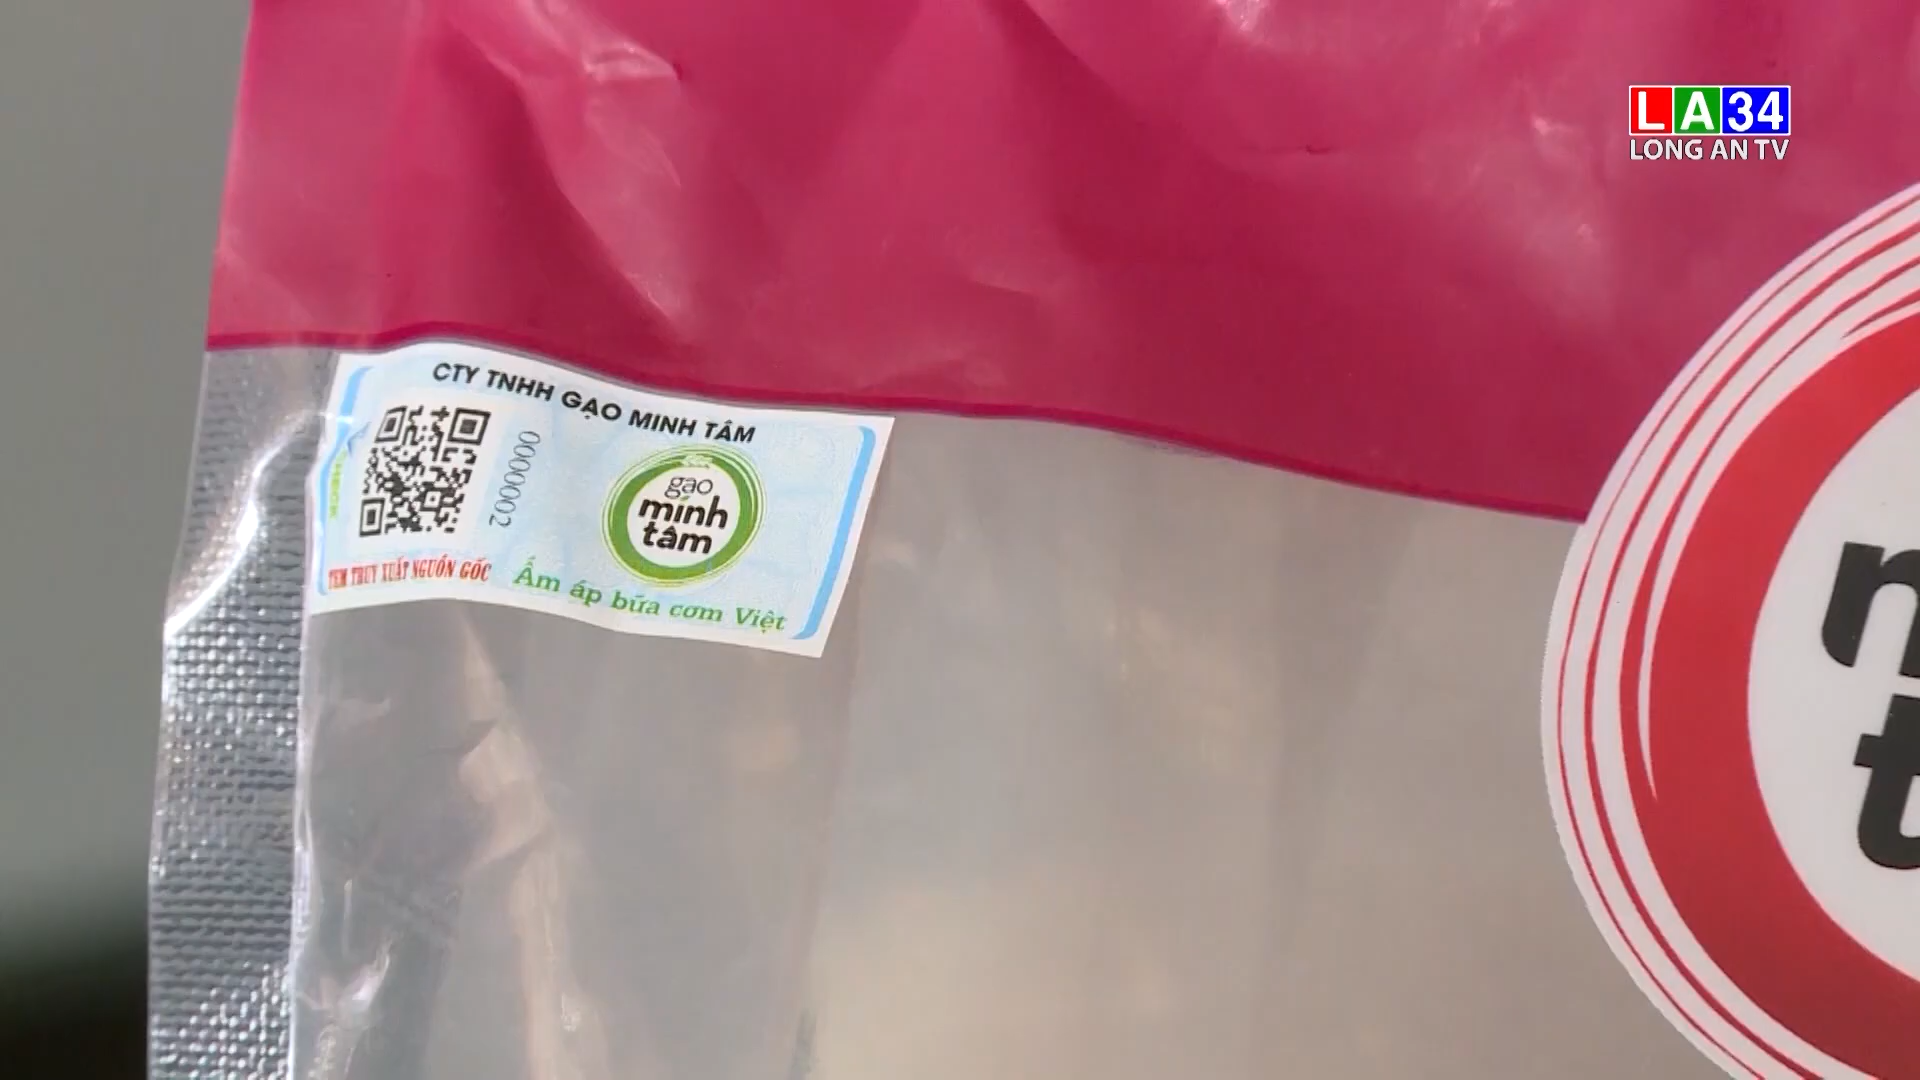 LA34
LONG AN TV
CTY TNHH GẠO MINH TÂM
0000002
gạo
minh
tâm
TEM TRUY XUẤT NGUỒN GỐC
Ấm áp bữa cơm Việt